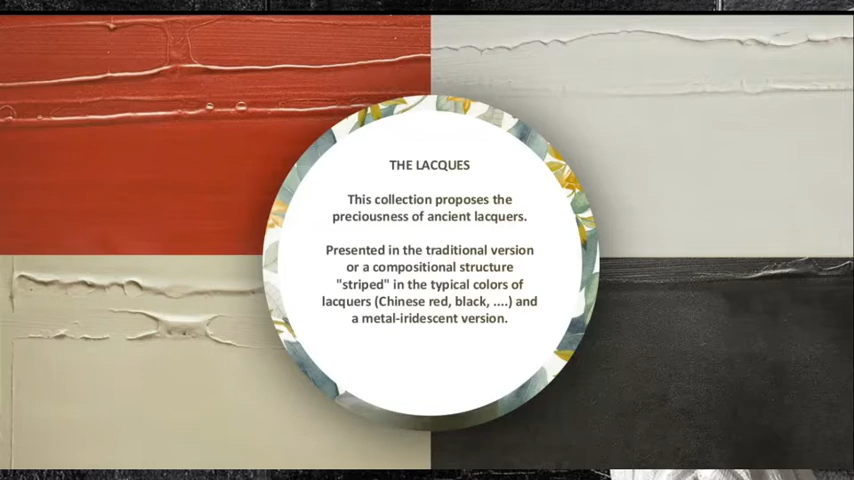 THE LACQUES
This collection proposes the
preciousness of ancient lacquers.
Presented in the traditional version
or a compositional structure
"striped" in the typical colors of
lacquers (Chinese red, black, ....) and
a metal-iridescent version.